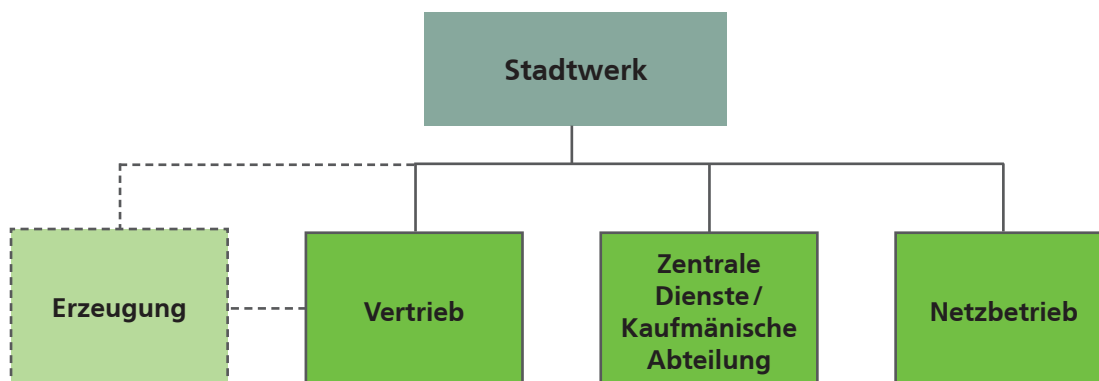 Stadtwerk
Erzeugung
Vertrieb
Zentrale
Dienste /
Kaufmänische
Abteilung
Netzbetrieb